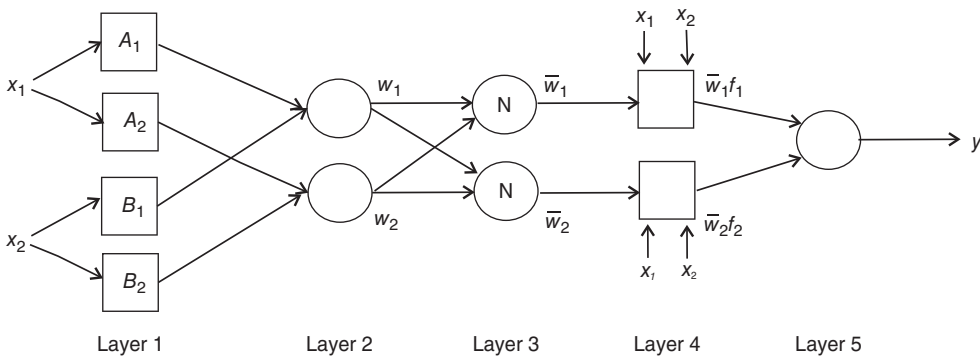 x₁ x₂
A₁
w₁ w̅₁ w̅₁f₁
x₁
N
A₂
y
B₁
N
w₂ w̅₂ w̅₂f₂
x₂
B₂
x₁ x₂
Layer 1 Layer 2 Layer 3 Layer 4 Layer 5